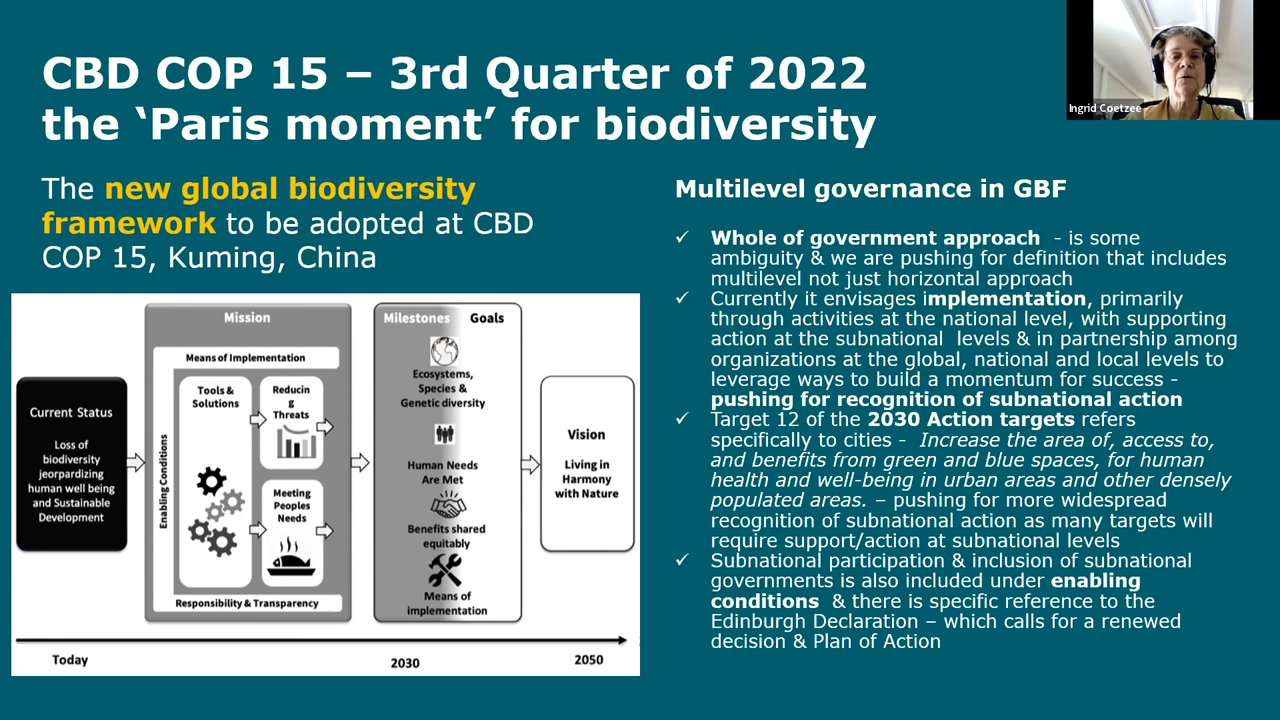 CBD COP 15 – 3rd Quarter of 2022
the ‘Paris moment’ for biodiversity
Ingrid Coetzee
The new global biodiversity
framework to be adopted at CBD
COP 15, Kuming, China
Mission
Means of Implementation
Enabling Conditions
Tools &
Solutions
Reducin
g
Threats
Meeting
Peoples
Needs
Responsibility & Transparency
Current Status
Loss of
biodiversity
jeorpardizing
human well being
and Sustainable
Development
Milestones Goals
Ecosystems,
Species &
Genetic diversity
Human Needs
Are Met
Benefits shared
equitably
Means of
implementation
Vision
Living in
Harmony
with Nature
Today
2030
2050
Multilevel governance in GBF
✓ Whole of government approach - is some
ambiguity & we are pushing for definition that includes
multilevel not just horizontal approach
✓ Currently it envisages implementation, primarily
through activities at the national level, with supporting
action at the subnational levels & in partnership among
organizations at the global, national and local levels to
leverage ways to build a momentum for success -
pushing for recognition of subnational action
✓ Target 12 of the 2030 Action targets refers
specifically to cities - Increase the area of, access to,
and benefits from green and blue spaces, for human
health and well-being in urban areas and other densely
populated areas. – pushing for more widespread
recognition of subnational action as many targets will
require support/action at subnational levels
✓ Subnational participation & inclusion of subnational
governments is also included under enabling
conditions & there is specific reference to the
Edinburgh Declaration – which calls for a renewed
decision & Plan of Action